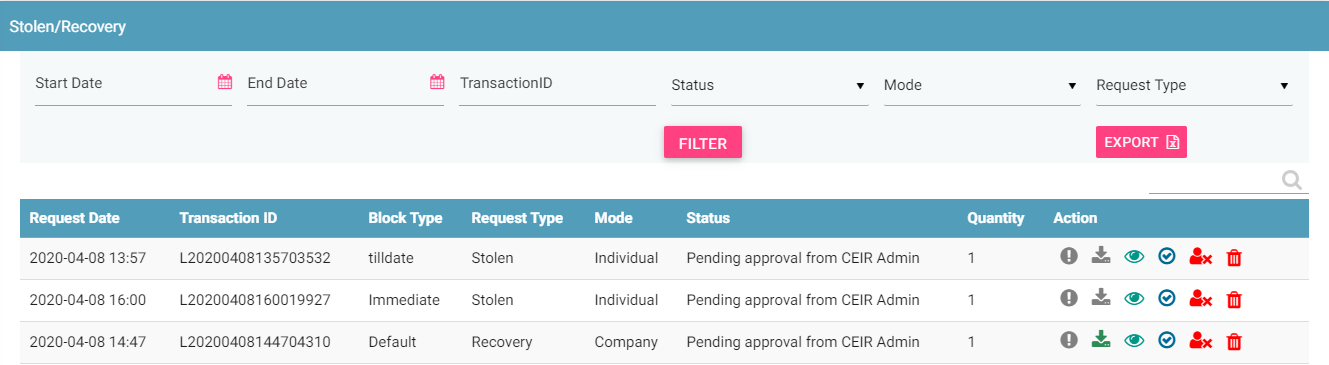 Stolen/Recovery
Start Date End Date TransactionID Status Mode Request Type
FILTER EXPORT
Request Date Transaction ID Block Type Request Type Mode Status Quantity Action
2020-04-08 13:57 L20200408135703532 tilldate Stolen Individual Pending approval from CEIR Admin 1
2020-04-08 16:00 L20200408160019927 Immediate Stolen Individual Pending approval from CEIR Admin 1
2020-04-08 14:47 L20200408144704310 Default Recovery Company Pending approval from CEIR Admin 1